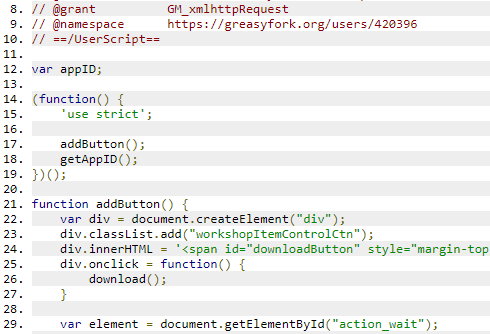 8. // @grant        GM_xmlhttpRequest
9. // @namespace    https://greasyfork.org/users/420396
10. // ==/UserScript==
11.
12. var appID;
13.
14. (function() {
15.     'use strict';
16.
17.     addButton();
18.     getAppID();
19. })();
20.
21. function addButton() {
22.     var div = document.createElement("div");
23.     div.classList.add("workshopItemControlCtn");
24.     div.innerHTML = '<span id="downloadButton" style="margin-top
25.     div.onclick = function() {
26.         download();
27.     }
28.
29.     var element = document.getElementById("action_wait");